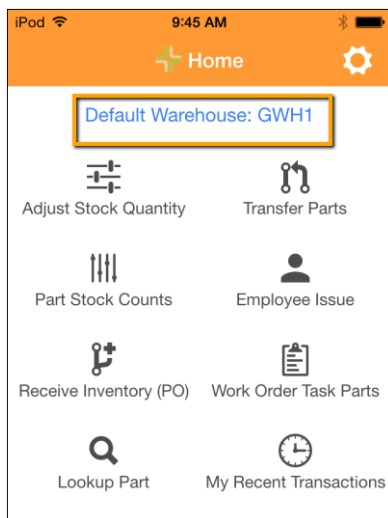 iPod 9:45 AM
Home
Default Warehouse: GWH1
Adjust Stock Quantity Transfer Parts
Part Stock Counts Employee Issue
Receive Inventory (PO) Work Order Task Parts
Lookup Part My Recent Transactions